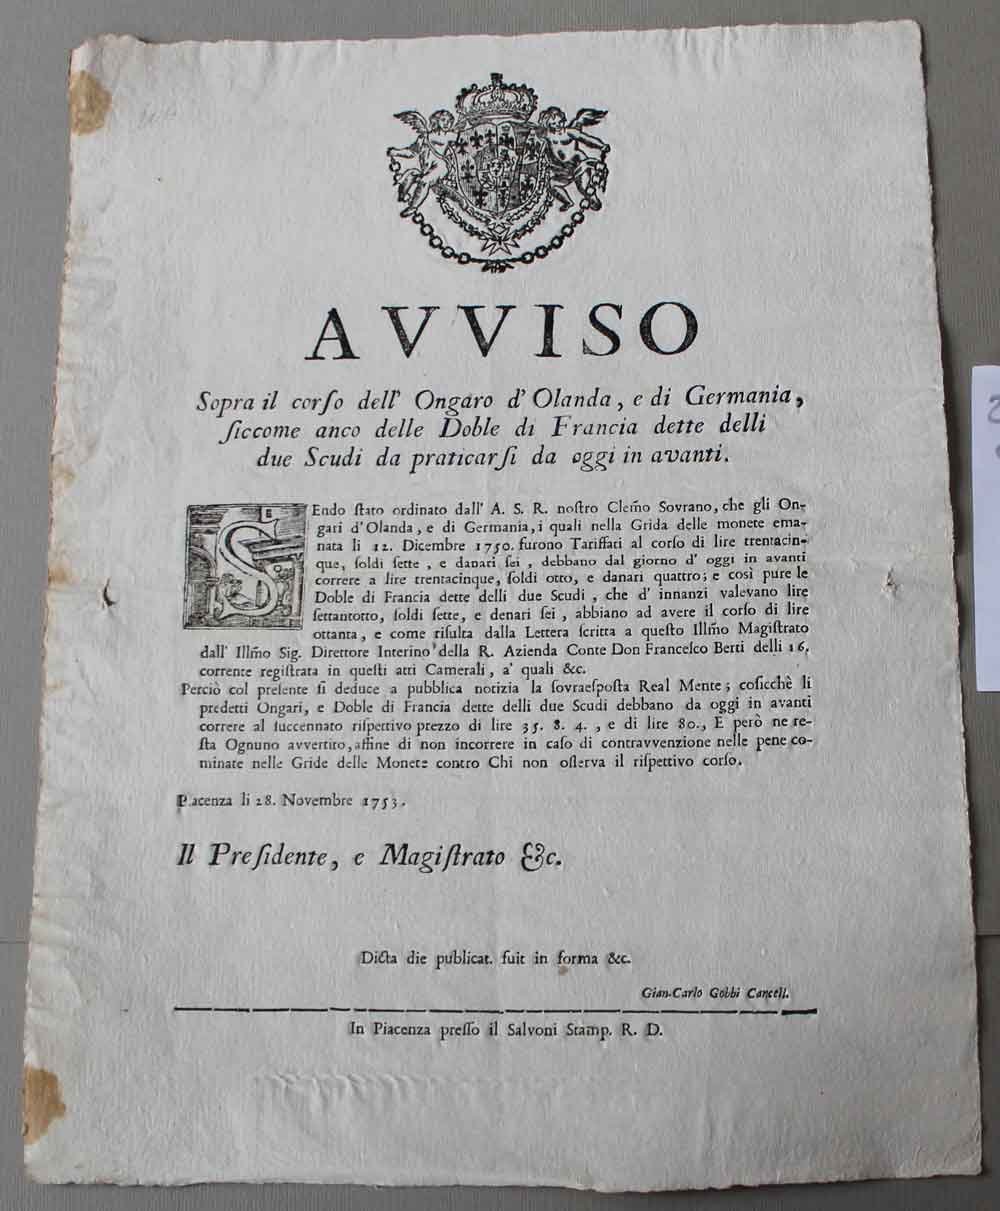 AVVISO
Sopra il corſo dell' Ongaro d'Olanda, e di Germania,
ſiccome anco delle Doble di Francia dette delli
due Scudi da praticarſi da oggi in avanti.
SEndo ſtato ordinato dall' A. S. R. noſtro Clem̃o Sovrano, che gli On-
gari d'Olanda, e di Germania, i quali nella Grida delle monete ema-
nata li 12. Dicembre 1750. furono Tariffati al corſo di lire trentacin-
que, ſoldi ſette, e danari ſei, debbano dal giorno d' oggi in avanti
correre a lire trentacinque, ſoldi otto, e danari quattro; e così pure le
Doble di Francia dette delli due Scudi, che d' innanzi valevano lire
ſettantotto, ſoldi ſette, e denari ſei, abbiano ad avere il corſo di lire
ottanta, e come riſulta dalla Lettera ſcritta a queſto Illm̃o Magiſtrato
dall' Illm̃o Sig. Direttore Interino della R. Azienda Conte Don Franceſco Berti delli 16.
corrente regiſtrata in queſti atti Camerali, a' quali &c.
Perciò col preſente ſi deduce a pubblica notizia la ſovraeſpoſta Real Mente; coſicchè li
predetti Ongari, e Doble di Francia dette delli due Scudi debbano da oggi in avanti
correre al ſuccennato riſpettivo prezzo di lire 35. 8. 4., e di lire 80., E però ne re-
ſta Ognuno avvertito, affine di non incorrere in caſo di contravvenzione nelle pene co-
minate nelle Gride delle Monete contro Chi non oſſerva il riſpettivo corſo.
Piacenza li 28. Novembre 1753.
Il Preſidente, e Magiſtrato &c.
Dicta die publicat. fuit in forma &c.
Gian-Carlo Gobbi Cancell.
In Piacenza preſſo il Salvoni Stamp. R. D.